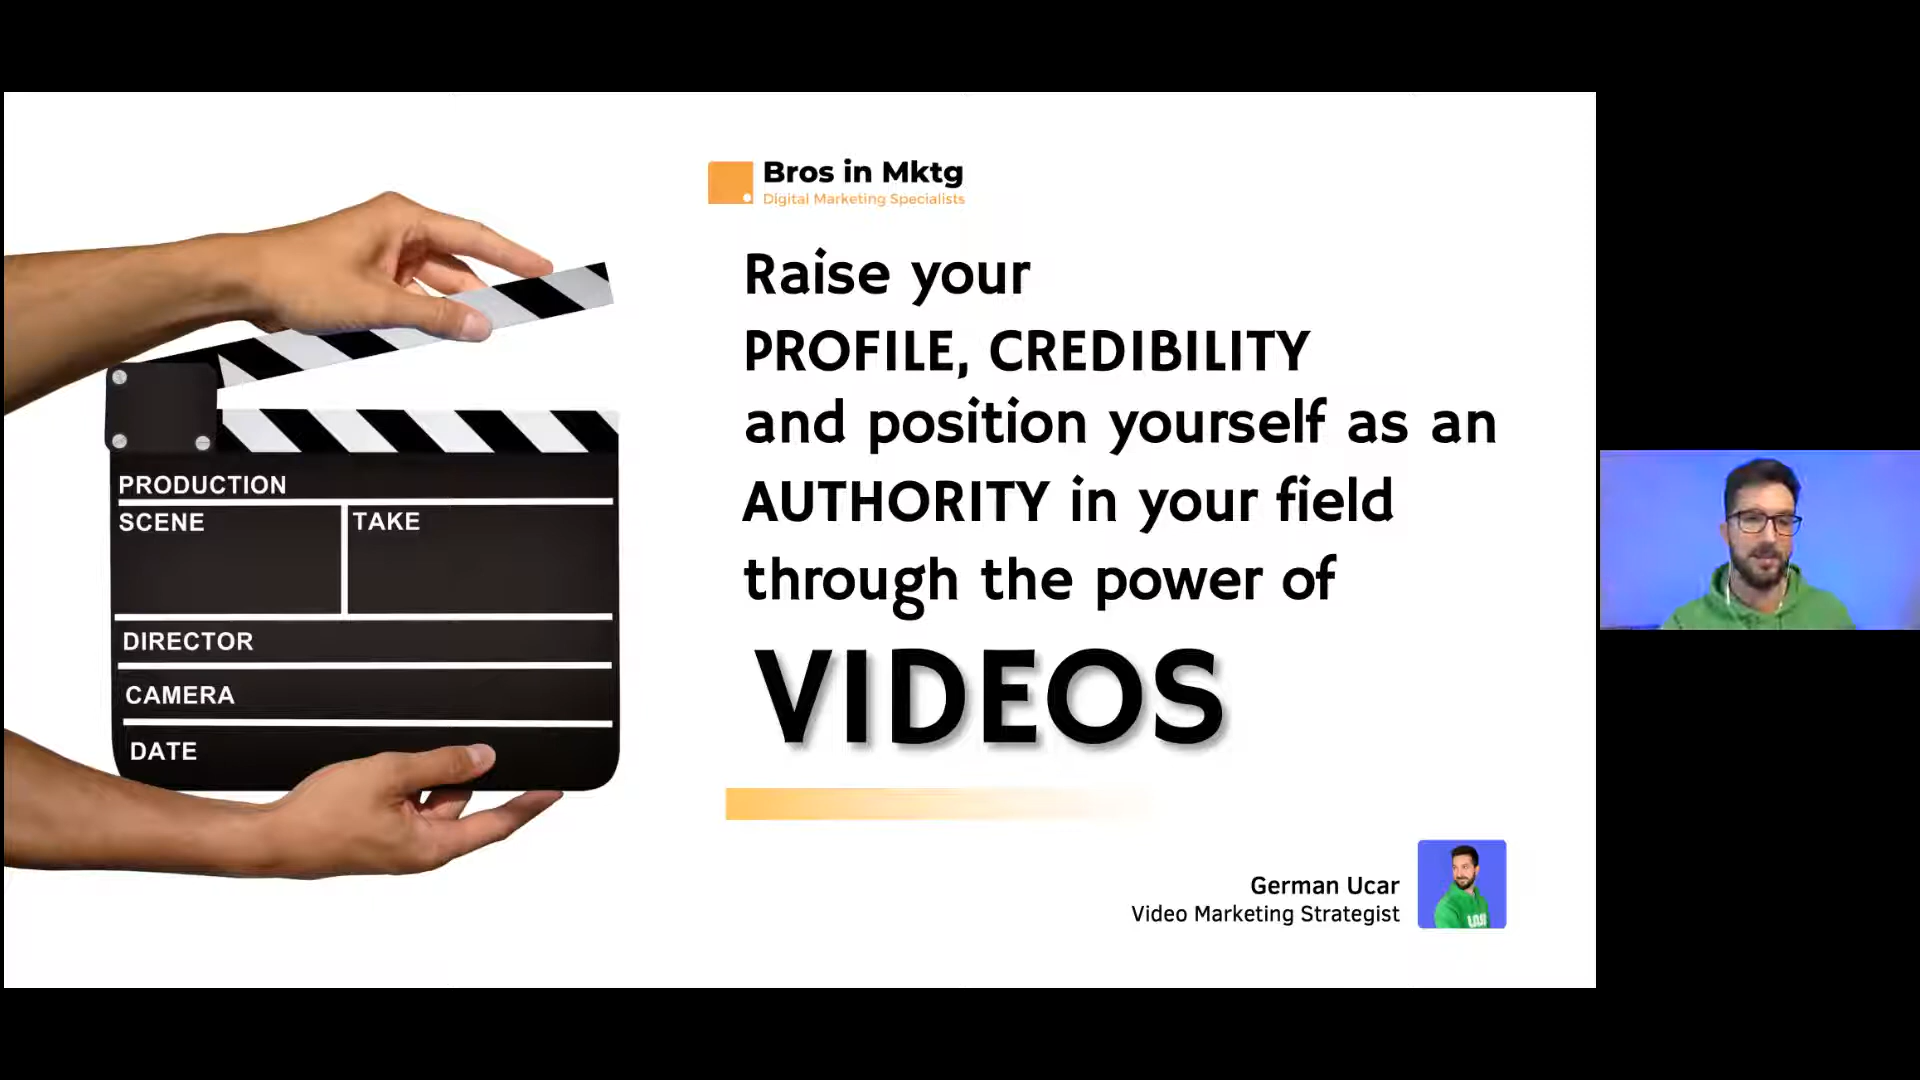 Bros in Mktg
Digital Marketing Specialists
Raise your
PROFILE, CREDIBILITY
and position yourself as an
AUTHORITY in your field
through the power of
VIDEOS
PRODUCTION
SCENE
TAKE
DIRECTOR
CAMERA
DATE
German Ucar
Video Marketing Strategist